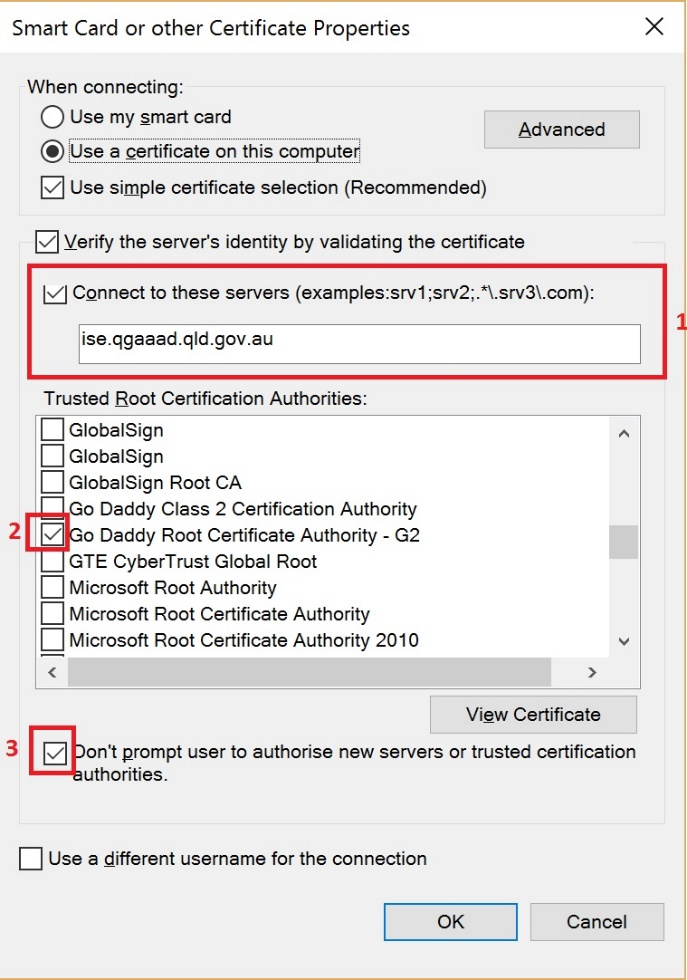 Smart Card or other Certificate Properties
When connecting:
Use my smart card
Advanced
Use a certificate on this computer
Use simple certificate selection (Recommended)
Verify the server's identity by validating the certificate
Connect to these servers (examples:srv1;srv2;.*\.srv3\.com):
1
ise.qgaaad.qld.gov.au
Trusted Root Certification Authorities:
GlobalSign
GlobalSign
GlobalSign Root CA
Go Daddy Class 2 Certification Authority
2 Go Daddy Root Certificate Authority - G2
GTE CyberTrust Global Root
Microsoft Root Authority
Microsoft Root Certificate Authority
Microsoft Root Certificate Authority 2010
View Certificate
3 Don't prompt user to authorise new servers or trusted certification
authorities.
Use a different username for the connection
OK Cancel